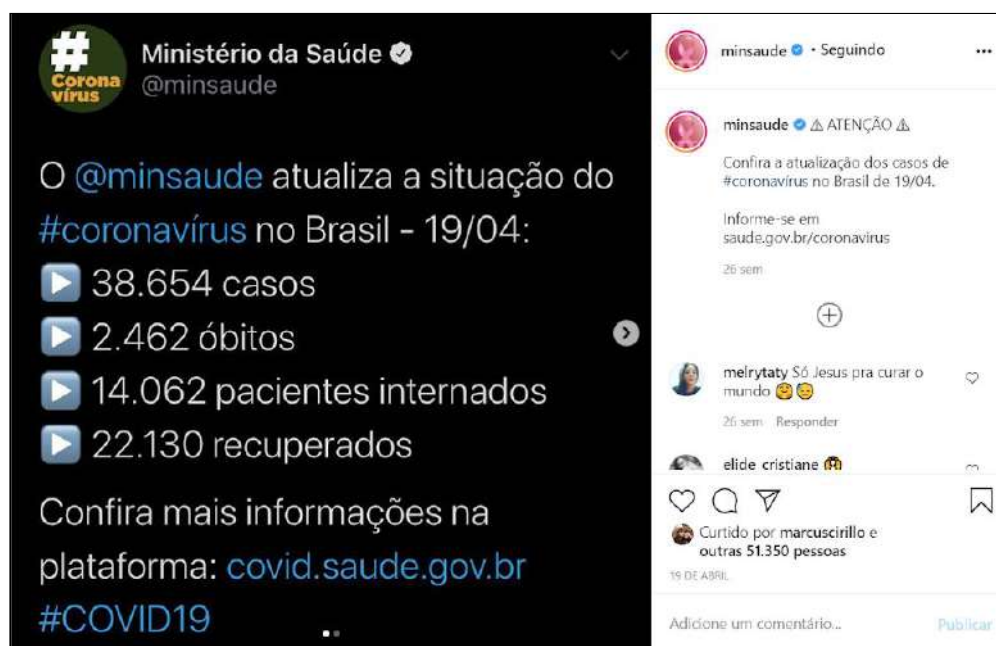 #
Corona
vírus
Ministério da Saúde
@minsaude
O @minsaude atualiza a situação do
#coronavírus no Brasil - 19/04:
38.654 casos
2.462 óbitos
14.062 pacientes internados
22.130 recuperados
Confira mais informações na
plataforma: covid.saude.gov.br
#COVID19
minsaude • Seguindo
minsaude ⚠ ATENÇÃO ⚠
Confira a atualização dos casos de
#coronavírus no Brasil de 19/04.
Informe-se em
saude.gov.br/coronavirus
26 sem
melrytaty Só Jesus pra curar o
mundo
26 sem Responder
elide_cristiane
Curtido por marcuscirillo e
outras 51.350 pessoas
19 DE ABRIL
Adicione um comentário... Publicar